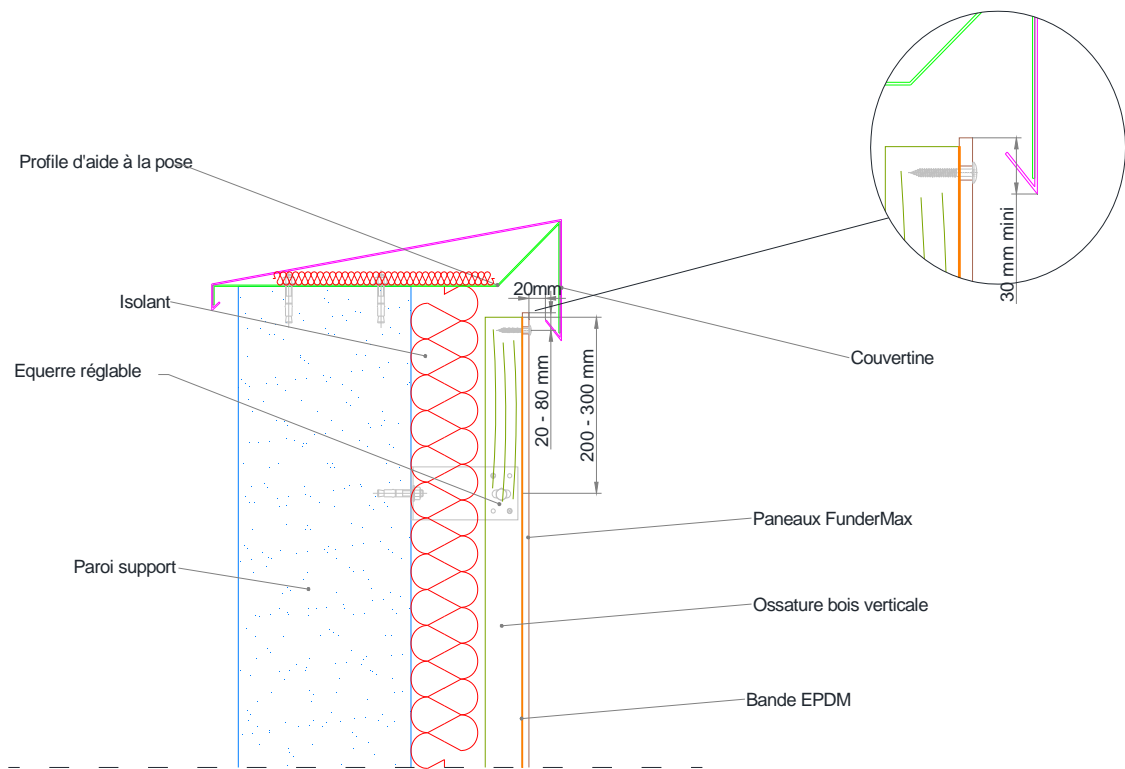 Profile d'aide à la pose
Isolant
Equerre réglable
Paroi support
20mm
20 - 80 mm
200 - 300 mm
30 mm mini
Couvertine
Paneaux FunderMax
Ossature bois verticale
Bande EPDM